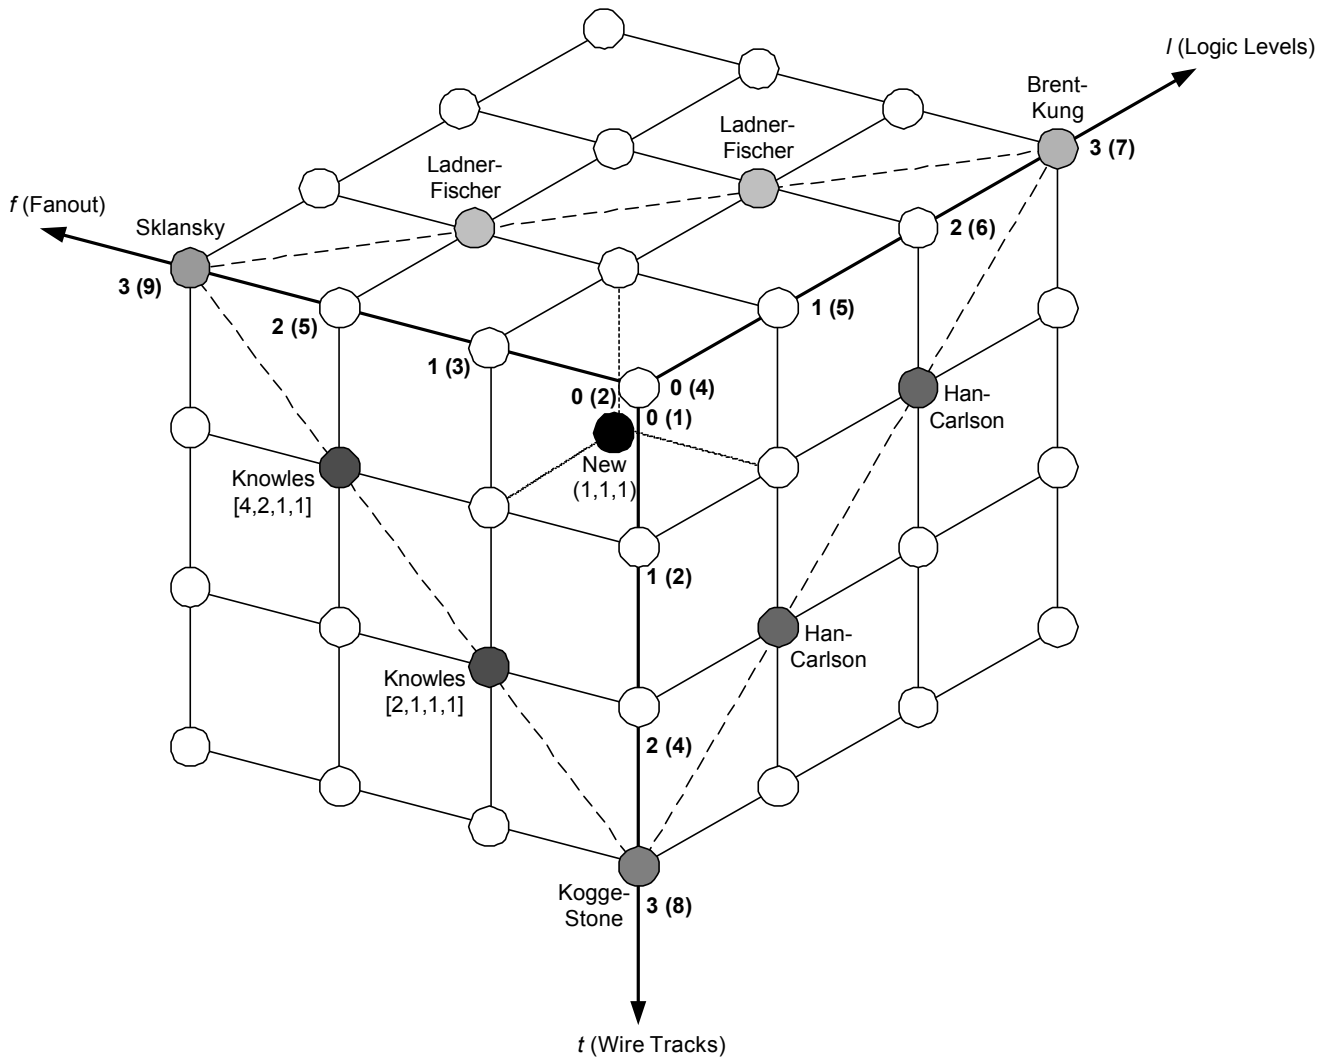 l (Logic Levels)
Brent-
Kung
3 (7)
Ladner-
Fischer
Ladner-
Fischer
f (Fanout)
Sklansky
3 (9)
2 (6)
2 (5)
1 (5)
1 (3)
0 (2)
0 (4)
0 (1)
Han-
Carlson
New
(1,1,1)
Knowles
[4,2,1,1]
1 (2)
Han-
Carlson
Knowles
[2,1,1,1]
2 (4)
Kogge-
Stone
3 (8)
t (Wire Tracks)